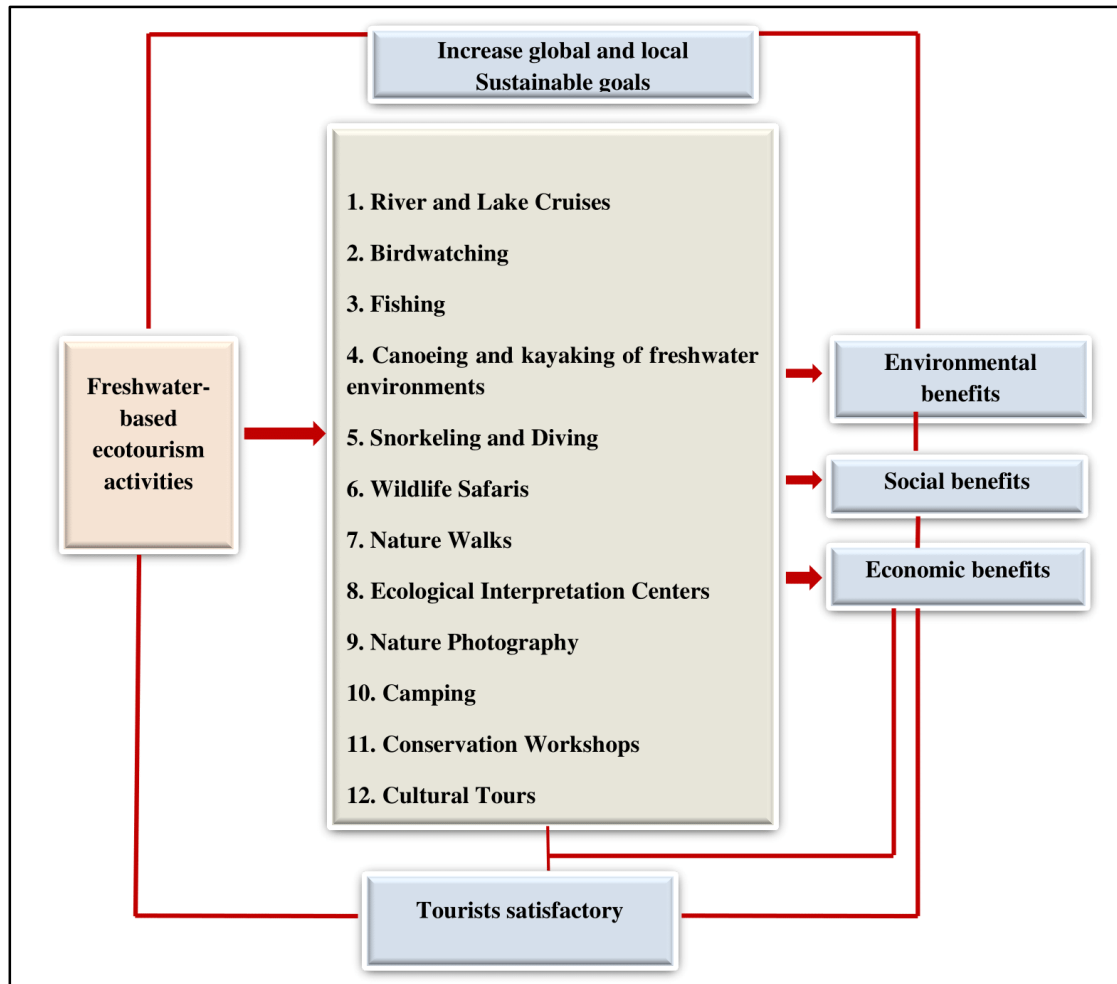 Increase global and local
Sustainable goals
Freshwater-
based
ecotourism
activities
1. River and Lake Cruises
2. Birdwatching
3. Fishing
4. Canoeing and kayaking of freshwater
environments
5. Snorkeling and Diving
6. Wildlife Safaris
7. Nature Walks
8. Ecological Interpretation Centers
9. Nature Photography
10. Camping
11. Conservation Workshops
12. Cultural Tours
Environmental
benefits
Social benefits
Economic benefits
Tourists satisfactory